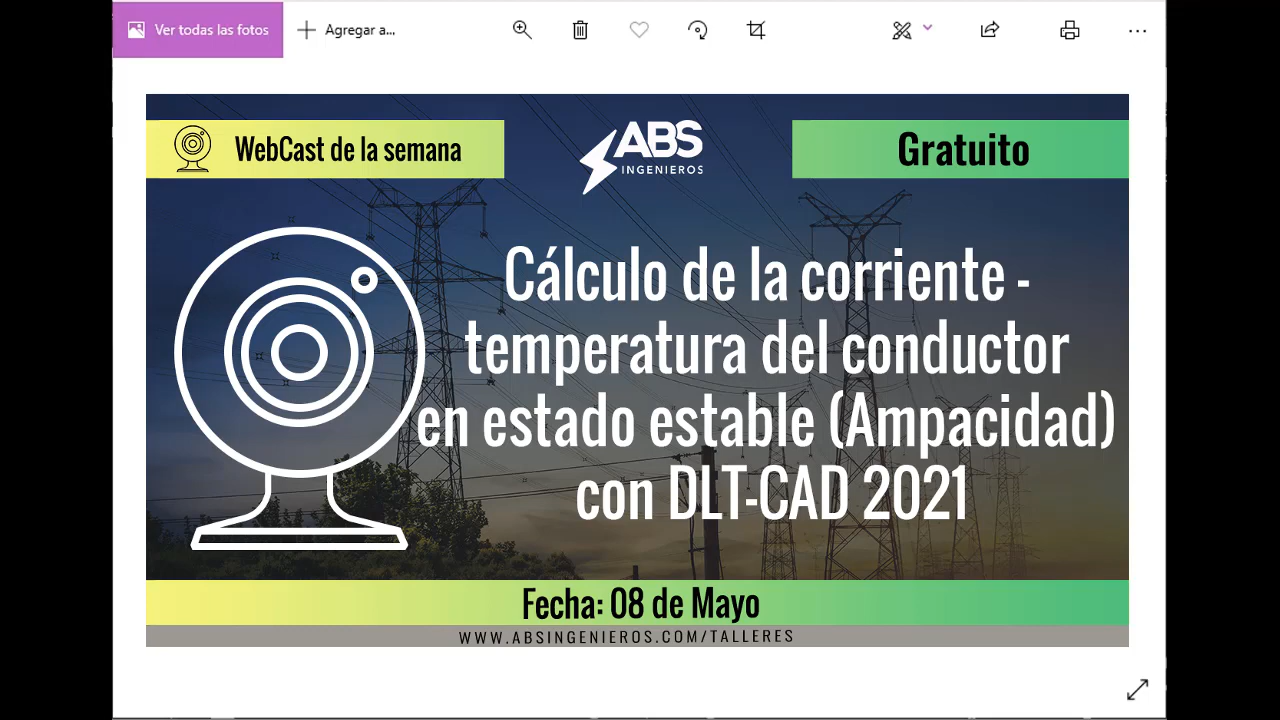 Ver todas las fotos
Agregar a...
WebCast de la semana
ABS
INGENIEROS
Gratuito
Cálculo de la corriente -
temperatura del conductor
en estado estable (Ampacidad)
con DLT-CAD 2021
Fecha: 08 de Mayo
WWW.ABSINGENIEROS.COM/TALLERES